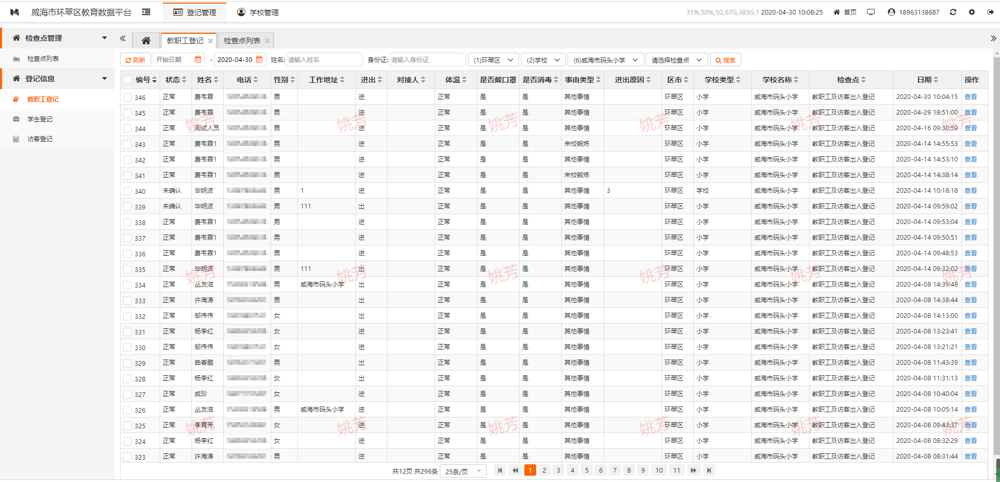 威海市环翠区教育数据平台 登记管理 学校管理 31%,50%,5G,67G,385G,1 2020-04-30 10:08:25 首页 18963138687
检查点管理
检查点列表
登记信息
教职工登记
学生登记
访客登记
教职工登记 检查点列表
刷新 开始日期 - 2020-04-30 姓名: 请输入姓名 身份证: 请输入身份证 (1)环翠区 (2)学校 (6)威海市码头小学 请选择检查点 搜索
编号 状态 姓名 电话 性别 工作地址 进出 对接人 体温 是否戴口罩 是否消毒 事由类型 进出原因 区市 学校类型 学校名称 检查点 日期 操作
346 正常 费韦霖 男 进 正常 是 是 其他事情 环翠区 小学 威海市码头小学 教职工及访客出入登记 2020-04-30 10:04:15 查看
345 正常 费韦霖 男 进 正常 是 是 其他事情 环翠区 小学 威海市码头小学 教职工及访客出入登记 2020-04-29 18:51:00 查看
姚芳 姚芳 姚芳 姚芳 姚芳 姚芳
344 正常 测试人员 男 进 正常 是 是 其他事情 环翠区 小学 威海市码头小学 教职工及访客出入登记 2020-04-16 09:30:59 查看
343 正常 费韦霖1 男 进 正常 是 是 来校锻炼 环翠区 小学 威海市码头小学 教职工及访客出入登记 2020-04-14 14:55:53 查看
342 正常 费韦霖1 男 进 正常 是 是 其他事情 环翠区 小学 威海市码头小学 教职工及访客出入登记 2020-04-14 14:53:10 查看
341 正常 费韦霖1 男 进 正常 是 是 来校锻炼 环翠区 小学 威海市码头小学 教职工及访客出入登记 2020-04-14 14:38:14 查看
340 未确认 毕明波 男 1 进 正常 是 是 其他事情 3 环翠区 学校 威海市码头小学 教职工及访客出入登记 2020-04-14 10:18:18 查看
339 未确认 毕明波 男 111 出 正常 是 是 其他事情 环翠区 小学 威海市码头小学 教职工及访客出入登记 2020-04-14 09:59:02 查看
338 正常 费韦霖1 男 进 正常 是 是 其他事情 环翠区 小学 威海市码头小学 教职工及访客出入登记 2020-04-14 09:53:04 查看
337 正常 费韦霖1 男 进 正常 是 是 其他事情 环翠区 小学 威海市码头小学 教职工及访客出入登记 2020-04-14 09:50:51 查看
336 正常 费韦霖1 男 进 正常 是 是 其他事情 环翠区 小学 威海市码头小学 教职工及访客出入登记 2020-04-14 09:48:53 查看
335 正常 毕明波 男 111 出 正常 是 是 其他事情 环翠区 小学 威海市码头小学 教职工及访客出入登记 2020-04-14 09:32:02 查看
姚芳 姚芳 姚芳 姚芳 姚芳 姚芳
334 正常 丛友滋 男 威海市码头小学 出 正常 是 是 其他事情 环翠区 小学 威海市码头小学 教职工及访客出入登记 2020-04-08 14:39:48 查看
333 正常 许海涛 男 出 正常 是 是 其他事情 环翠区 小学 威海市码头小学 教职工及访客出入登记 2020-04-08 14:38:44 查看
332 正常 邹伟伟 女 出 正常 是 是 其他事情 环翠区 小学 威海市码头小学 教职工及访客出入登记 2020-04-08 14:13:00 查看
331 正常 杨李红 女 进 正常 是 是 其他事情 环翠区 小学 威海市码头小学 教职工及访客出入登记 2020-04-08 13:23:41 查看
330 正常 邹伟伟 女 进 正常 是 是 其他事情 环翠区 小学 威海市码头小学 教职工及访客出入登记 2020-04-08 13:21:21 查看
329 正常 曲春鹏 男 出 正常 是 是 其他事情 环翠区 小学 威海市码头小学 教职工及访客出入登记 2020-04-08 11:43:39 查看
328 正常 杨李红 女 出 正常 是 是 其他事情 环翠区 小学 威海市码头小学 教职工及访客出入登记 2020-04-08 11:31:13 查看
327 正常 戚珍 女 进 正常 是 是 其他事情 环翠区 小学 威海市码头小学 教职工及访客出入登记 2020-04-08 10:40:04 查看
326 正常 丛友滋 男 威海市码头小学 进 正常 是 是 其他事情 环翠区 小学 威海市码头小学 教职工及访客出入登记 2020-04-08 10:05:14 查看
325 正常 李育芳 女 进 正常 是 是 其他事情 环翠区 小学 威海市码头小学 教职工及访客出入登记 2020-04-08 09:43:37 查看
姚芳 姚芳 姚芳 姚芳 姚芳 姚芳
324 正常 杨李红 女 进 正常 是 是 其他事情 环翠区 小学 威海市码头小学 教职工及访客出入登记 2020-04-08 08:32:29 查看
323 正常 许海涛 男 进 正常 是 是 其他事情 环翠区 小学 威海市码头小学 教职工及访客出入登记 2020-04-08 08:31:44 查看
共12页 共296条 25条/页 1 2 3 4 5 6 7 8 9 10 11